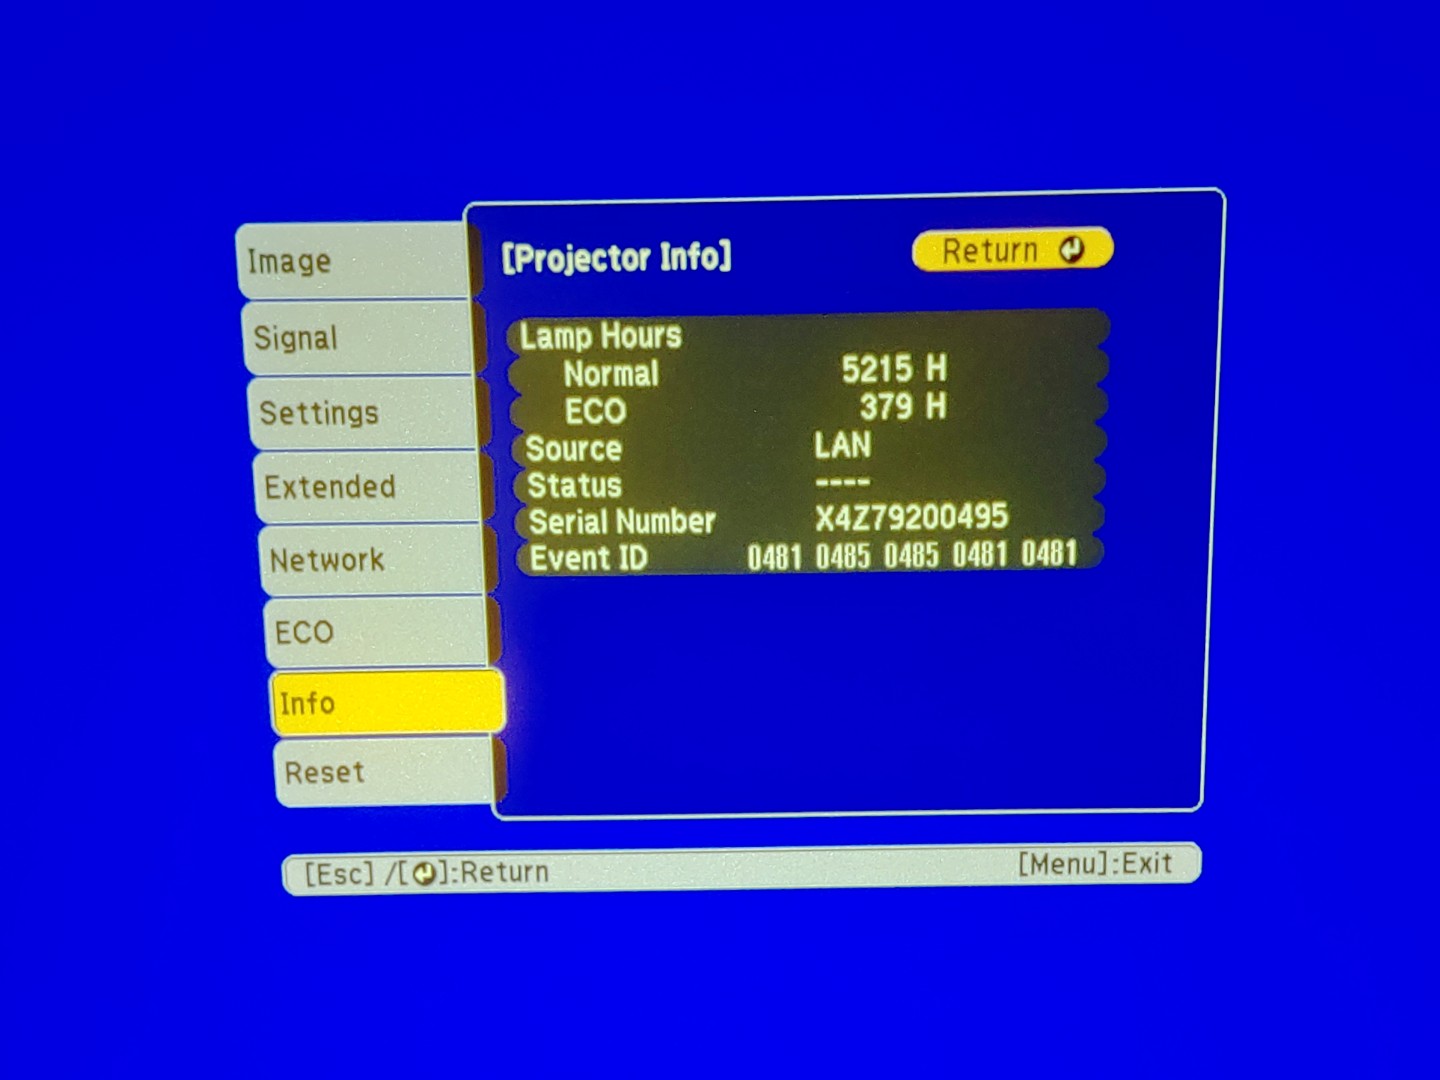 Image
Signal
Settings
Extended
Network
ECO
Info
Reset
[Projector Info]
Return
Lamp Hours
Normal 5215 H
ECO 379 H
Source LAN
Status ----
Serial Number X4Z79200495
Event ID 0481 0485 0485 0481 0481
[Esc] /[ ]:Return
[Menu]:Exit